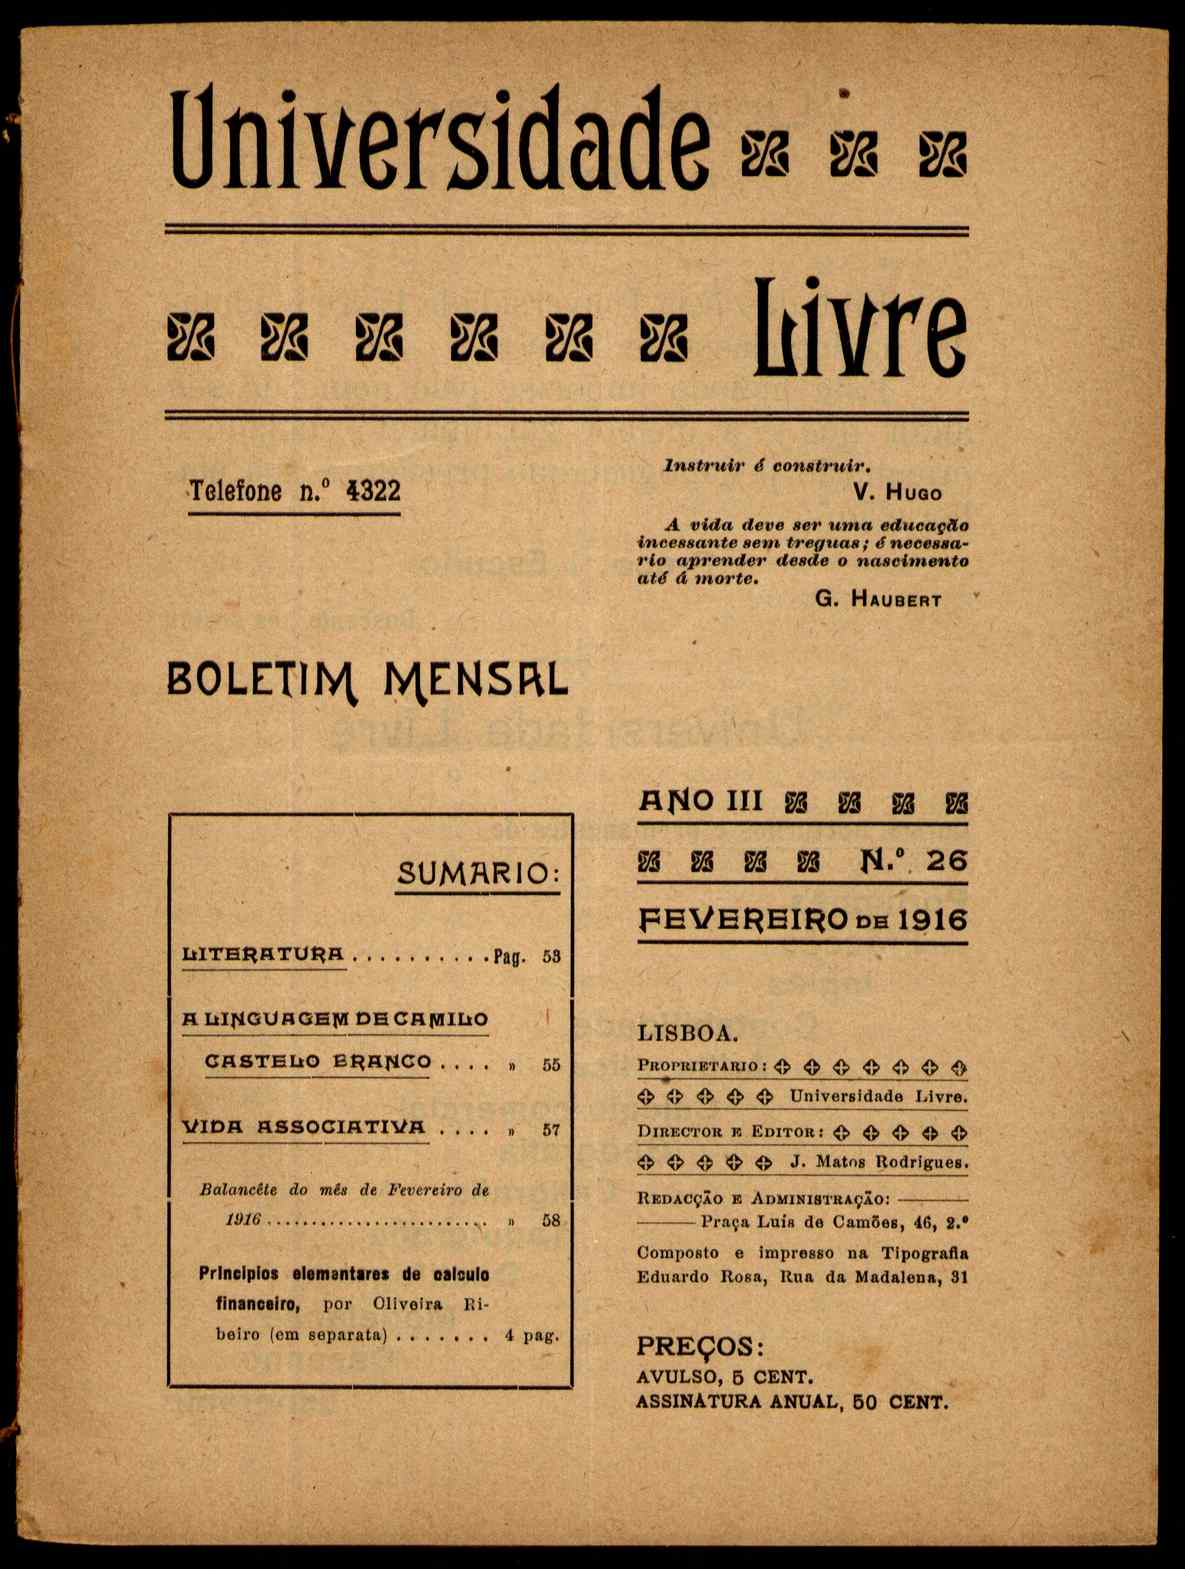 Universidade
Livre
Telefone n.º 4322
Instruir é construir.
V. HUGO
A vida deve ser uma educação
incessante sem treguas; é necessa-
rio aprender desde o nascimento
até á morte.
G. HAUBERT
BOLETIM MENSAL
SUMARIO:
LITERATURA . . . . . . . . . . Pag. 53
A LINGUAGEM DE CAMILO
CASTELO BRANCO . . . . » 55
VIDA ASSOCIATIVA . . . . » 57
Balancête do mês de Fevereiro de
1916 . . . . . . . . . . . . . . . . . . . . . . . . . » 58
Principios elementares de calculo
financeiro, por Oliveira Ri-
beiro (em separata) . . . . . . . 4 pag.
ANO III
N.º 26
FEVEREIRO DE 1916
LISBOA.
PROPRIETARIO:
Universidade Livre.
DIRECTOR E EDITOR:
J. Matos Rodrigues.
REDACÇÃO E ADMINISTRAÇÃO:
Praça Luís de Camões, 46, 2.º
Composto e impresso na Tipografia
Eduardo Rosa, Rua da Madalena, 31
PREÇOS:
AVULSO, 5 CENT.
ASSINATURA ANUAL, 50 CENT.